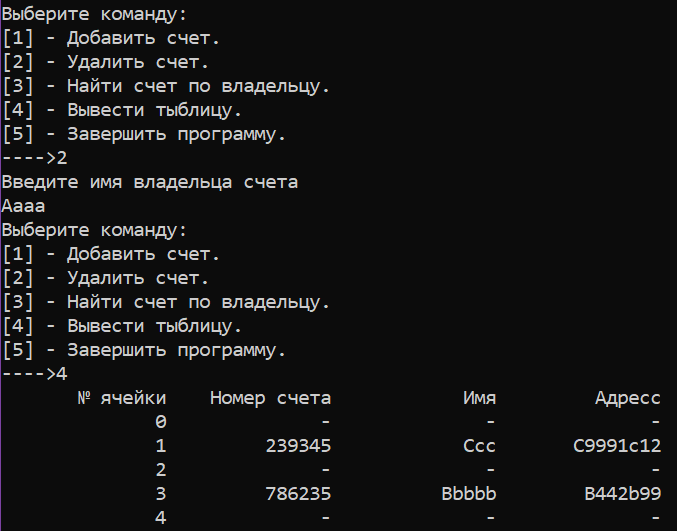 Выберите команду:
[1] - Добавить счет.
[2] - Удалить счет.
[3] - Найти счет по владельцу.
[4] - Вывести тыблицу.
[5] - Завершить программу.
---->2
Введите имя владельца счета
Аааа
Выберите команду:
[1] - Добавить счет.
[2] - Удалить счет.
[3] - Найти счет по владельцу.
[4] - Вывести тыблицу.
[5] - Завершить программу.
---->4
№ ячейки Номер счета Имя Адресс
0 - - -
1 239345 Ccc C9991c12
2 - - -
3 786235 Bbbbb B442b99
4 - - -